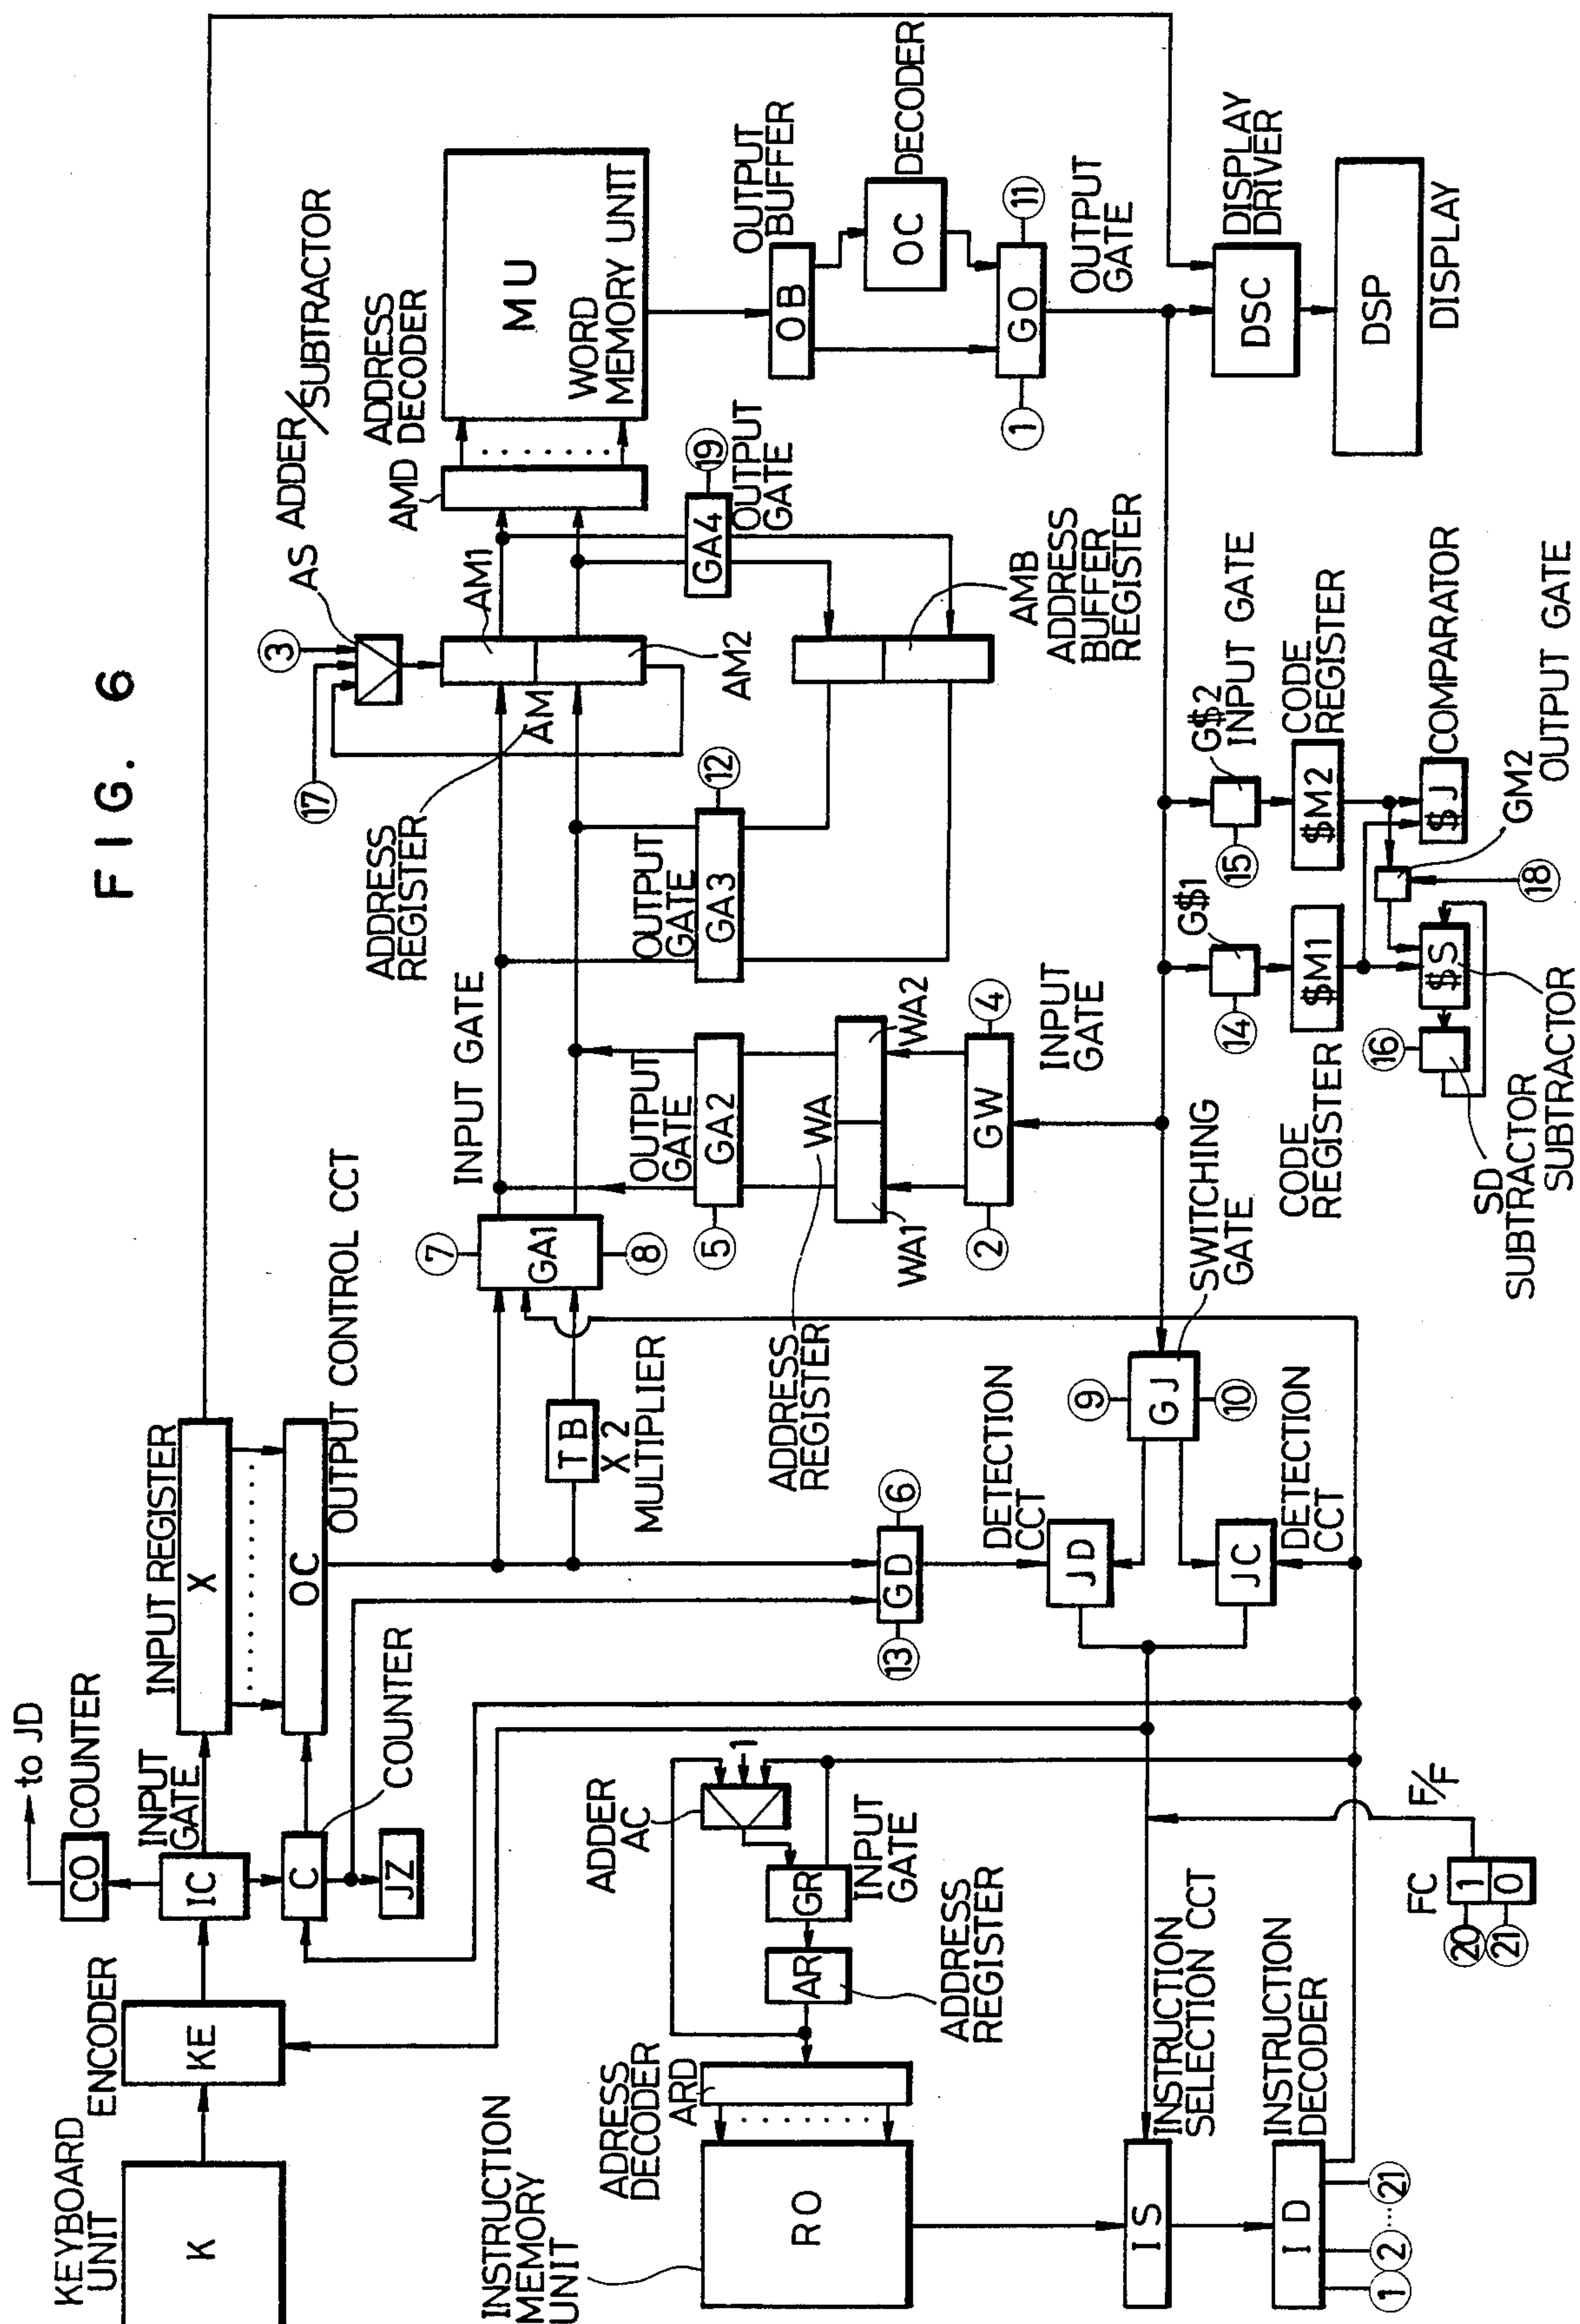 FIG. 6
KEYBOARD
UNIT
K
ENCODER
KE
to JD
CO
COUNTER
INPUT
GATE
IC
C
COUNTER
JZ
INPUT REGISTER
X
OC
OUTPUT CONTROL CCT
TB
X 2
MULTIPLIER
7
GA1
8
INPUT GATE
OUTPUT
GATE
GA2
5
ADDRESS
REGISTER
WA
WA1
WA2
GW
2
4
INPUT
GATE
OUTPUT
GATE
GA3
12
ADDRESS
REGISTER
AM
AM1
AM2
17
3
AS ADDER/SUBTRACTOR
AMD
ADDRESS
DECODER
MU
WORD
MEMORY UNIT
GA4
19
OUTPUT
GATE
AMB
ADDRESS
BUFFER
REGISTER
OUTPUT
BUFFER
OB
DECODER
OC
GO
1
11
OUTPUT
GATE
DISPLAY
DRIVER
DSC
DSP
DISPLAY
INSTRUCTION
MEMORY
UNIT
RO
ADRESS
DECODER
ARD
ADDER
AC
1
GR
INPUT
GATE
AR
ADDRESS
REGISTER
13
GD
6
DETECTION
CCT
JD
JC
DETECTION
CCT
9
GJ
10
SWITCHING
GATE
IS
INSTRUCTION
SELECTION CCT
ID
INSTRUCTION
DECODER
1
2
21
FC
1
0
F/F
20
21
G$1
14
CODE
REGISTER
$M1
G$2
INPUT GATE
15
CODE
REGISTER
$M2
$J
COMPARATOR
GM2
OUTPUT GATE
18
$S
SUBTRACTOR
16
SD
SUBTRACTOR